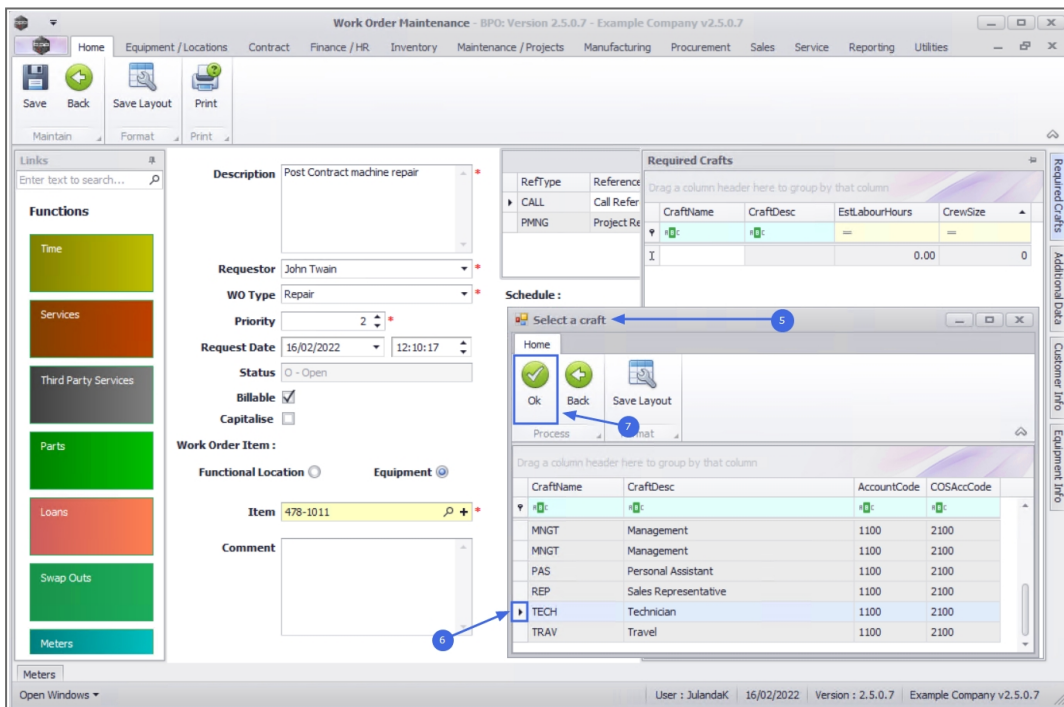 Work Order Maintenance - BPO: Version 2.5.0.7 - Example Company v2.5.0.7
Home Equipment / Locations Contract Finance / HR Inventory Maintenance / Projects Manufacturing Procurement Sales Service Reporting Utilities
Save Back Save Layout Print
Maintain Format Print
Links
Enter text to search...
Functions
Time
Services
Third Party Services
Parts
Loans
Swap Outs
Meters
Description Post Contract machine repair *
Requestor John Twain *
WO Type Repair *
Priority 2 *
Request Date 16/02/2022 12:10:17
Status O - Open
Billable
Capitalise
Work Order Item :
Functional Location Equipment
Item 478-1011 *
Comment
RefType Reference
CALL Call Refer
PMNG Project Re
Schedule :
Required Crafts
Drag a column header here to group by that column
CraftName CraftDesc EstLabourHours CrewSize
= =
0.00 0
Required Crafts
Additional Data
Customer Info
Equipment Info
Select a craft 5
Home
Ok Back Save Layout
7
Process mat
Drag a column header here to group by that column
CraftName CraftDesc AccountCode COSAccCode
MNGT Management 1100 2100
MNGT Management 1100 2100
PAS Personal Assistant 1100 2100
REP Sales Representative 1100 2100
TECH Technician 1100 2100
TRAV Travel 1100 2100
6
Meters
Open Windows User : JulandaK 16/02/2022 Version : 2.5.0.7 Example Company v2.5.0.7